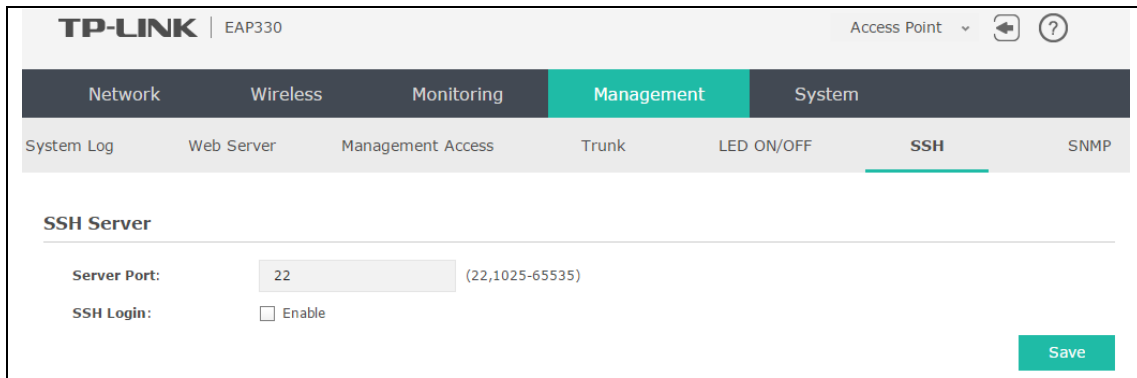 TP-LINK | EAP330 Access Point ?
Network Wireless Monitoring Management System
System Log Web Server Management Access Trunk LED ON/OFF SSH SNMP
SSH Server
Server Port: 22 (22,1025-65535)
SSH Login: Enable
Save